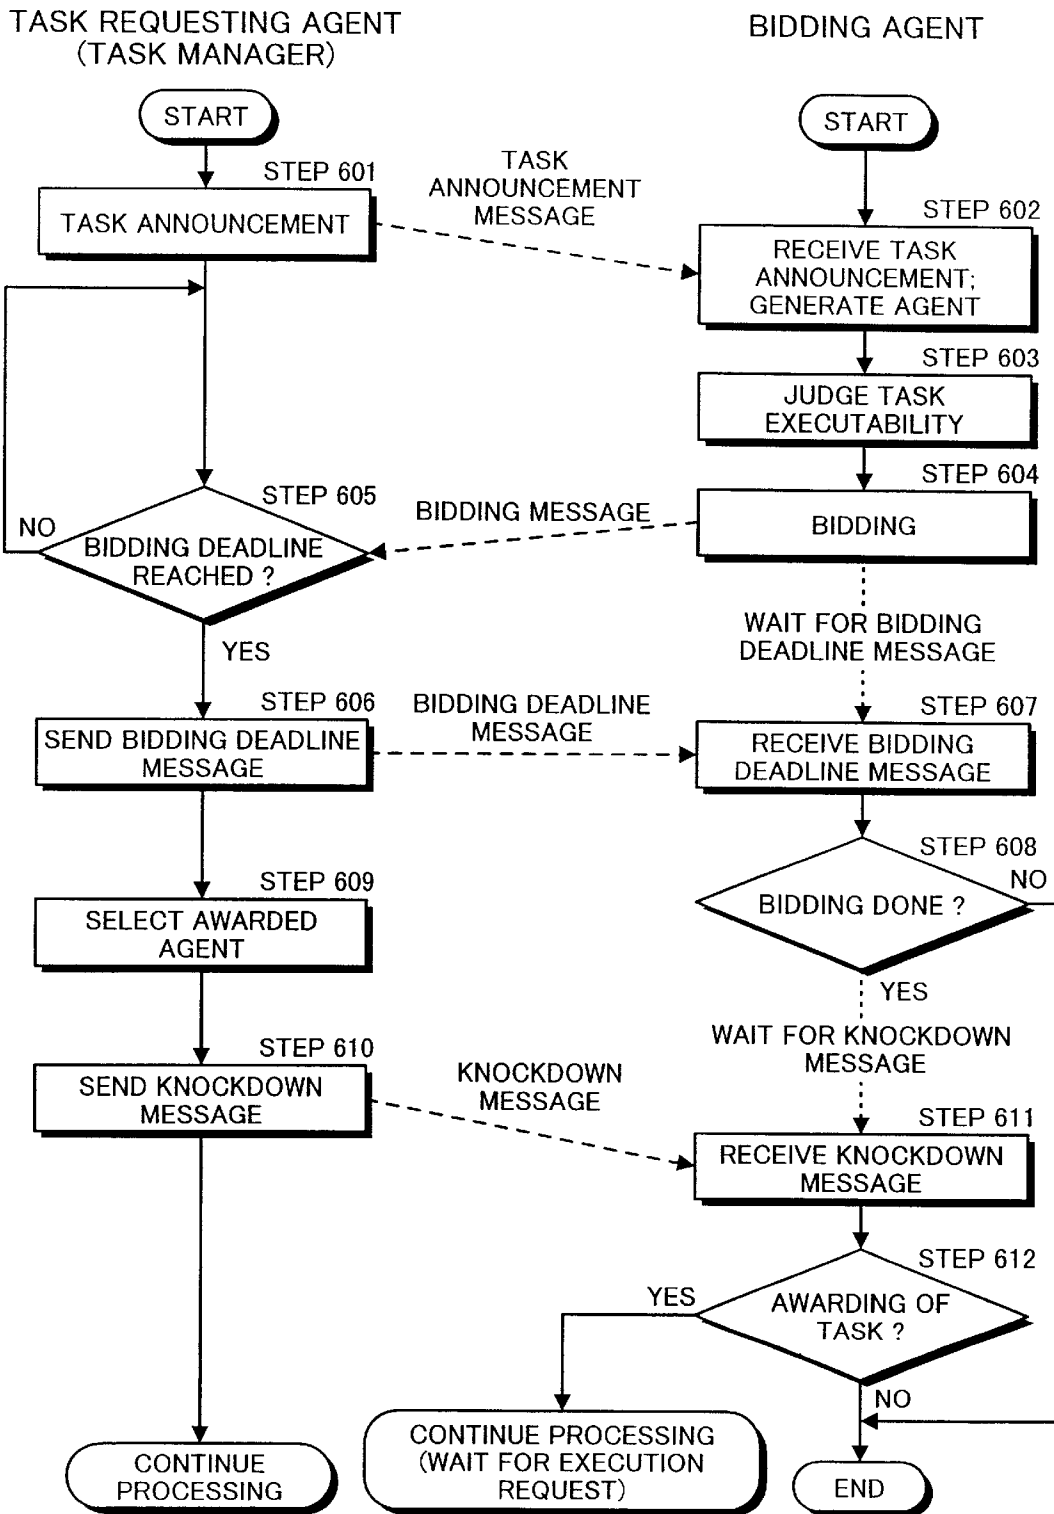 TASK REQUESTING AGENT
(TASK MANAGER)
BIDDING AGENT
START
START
STEP 601
TASK ANNOUNCEMENT
TASK
ANNOUNCEMENT
MESSAGE
STEP 602
RECEIVE TASK
ANNOUNCEMENT;
GENERATE AGENT
STEP 603
JUDGE TASK
EXECUTABILITY
STEP 604
BIDDING
BIDDING MESSAGE
STEP 605
NO
BIDDING DEADLINE
REACHED ?
YES
WAIT FOR BIDDING
DEADLINE MESSAGE
STEP 606
SEND BIDDING DEADLINE
MESSAGE
BIDDING DEADLINE
MESSAGE
STEP 607
RECEIVE BIDDING
DEADLINE MESSAGE
STEP 608
NO
BIDDING DONE ?
YES
STEP 609
SELECT AWARDED
AGENT
WAIT FOR KNOCKDOWN
MESSAGE
STEP 610
SEND KNOCKDOWN
MESSAGE
KNOCKDOWN
MESSAGE
STEP 611
RECEIVE KNOCKDOWN
MESSAGE
STEP 612
YES
AWARDING OF
TASK ?
NO
CONTINUE
PROCESSING
CONTINUE PROCESSING
(WAIT FOR EXECUTION
REQUEST)
END